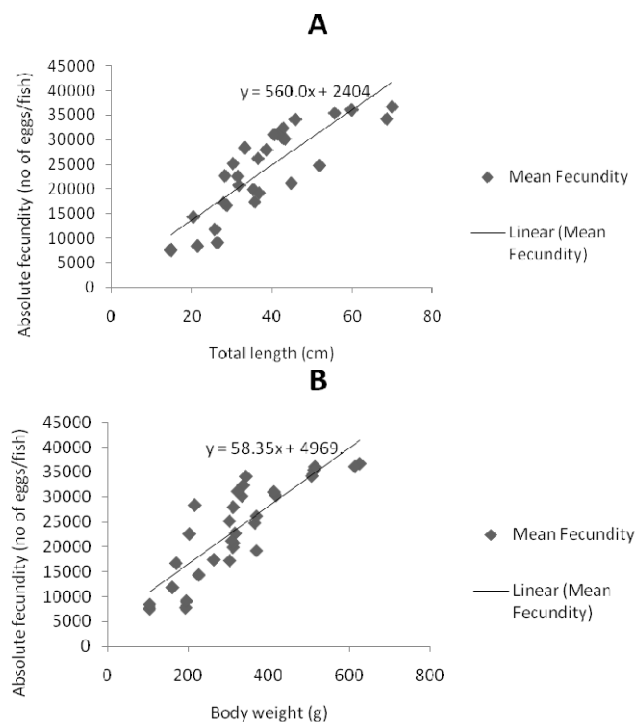 A
Absolute fecundity (no of eggs/fish)
45000
40000
35000
30000
25000
20000
15000
10000
5000
0
y = 560.0x + 2404
0 20 40 60 80
Total length (cm)
Mean Fecundity
Linear (Mean
Fecundity)
B
Absolute fecundity (no of eggs/fish)
45000
40000
35000
30000
25000
20000
15000
10000
5000
0
y = 58.35x + 4969.
0 200 400 600 800
Body weight (g)
Mean Fecundity
Linear (Mean
Fecundity)